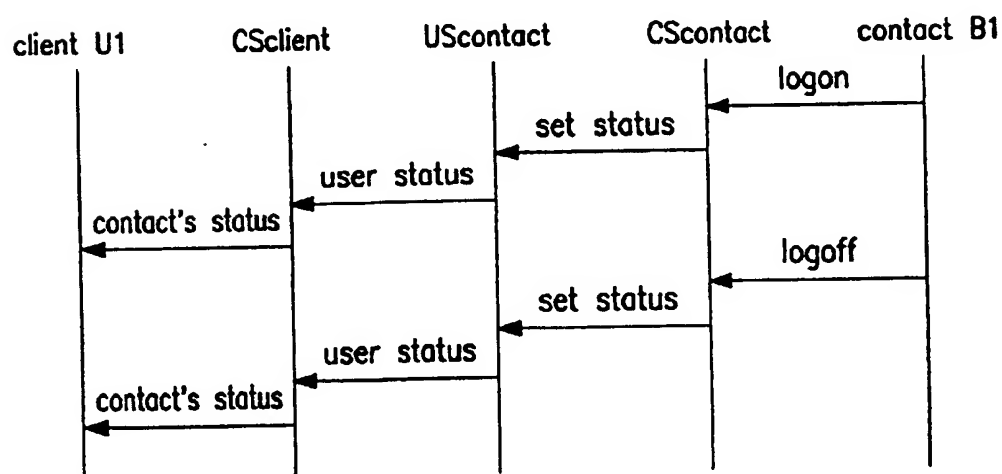 client U1 CSclient UScontact CScontact contact B1
logon
set status
user status
contact's status
logoff
set status
user status
contact's status